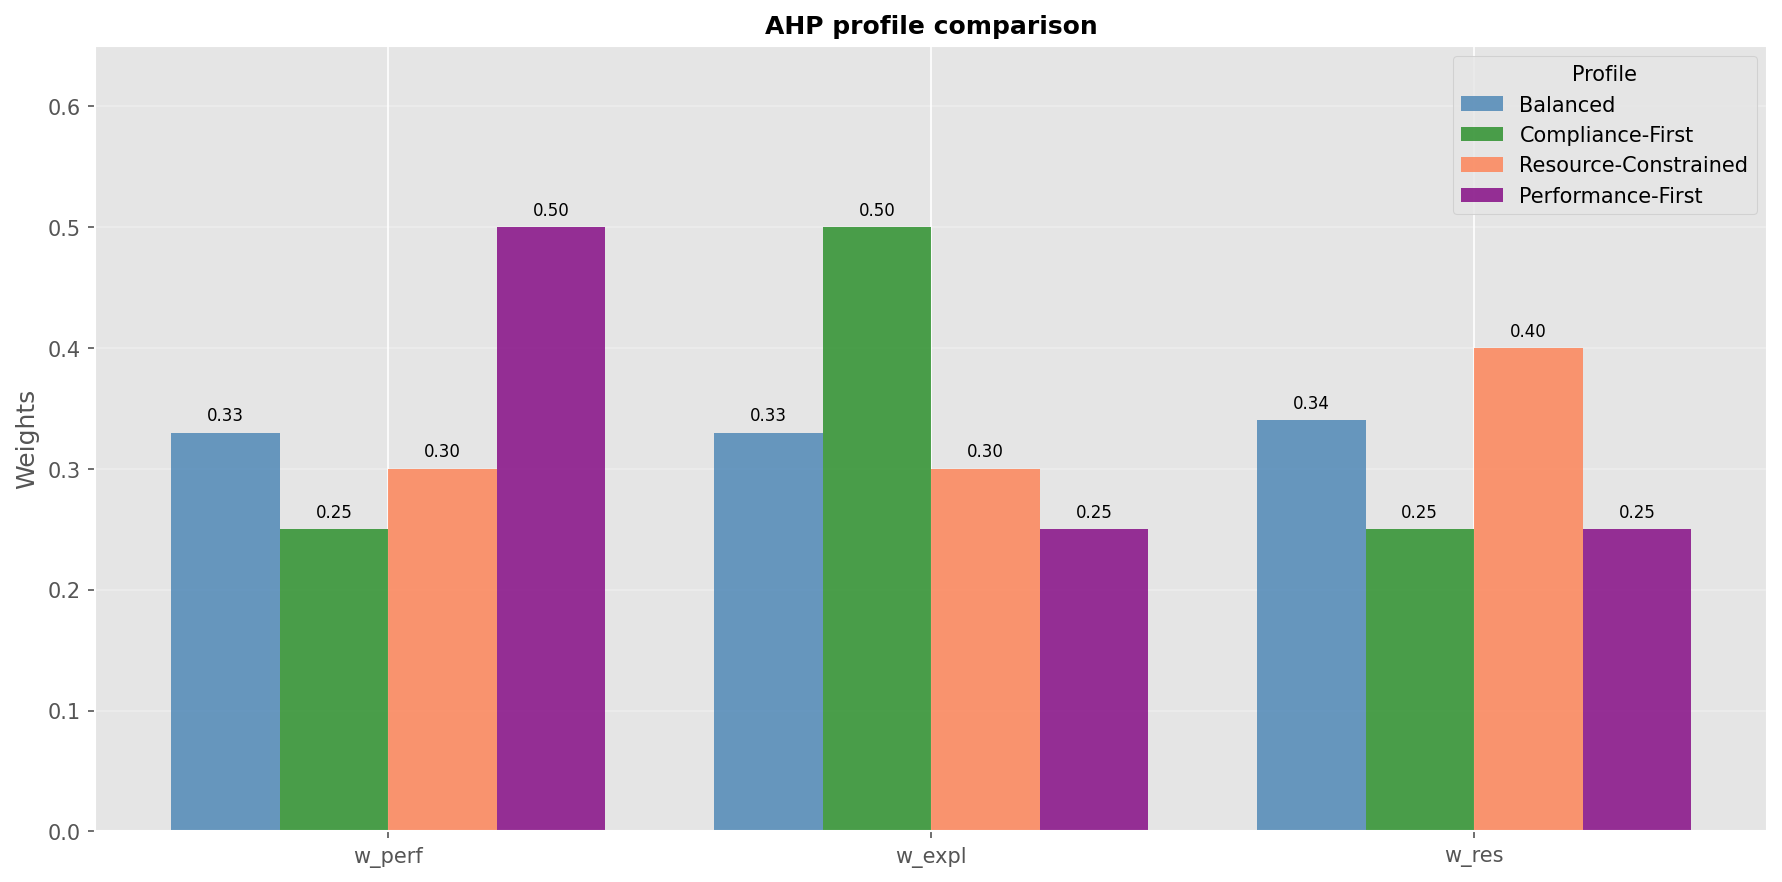 AHP profile comparison
Profile
Balanced
Compliance-First
Resource-Constrained
Performance-First
Weights
0.6
0.5
0.4
0.3
0.2
0.1
0.0
0.33
0.25
0.30
0.50
0.33
0.50
0.30
0.25
0.34
0.25
0.40
0.25
w_perf
w_expl
w_res